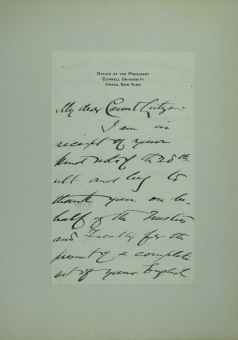 OFFICE OF THE PRESIDENT
CORNELL UNIVERSITY
ITHACA, NEW YORK
My dear Count Lutzow:
I am in
receipt of your
kind note of the 28th
ult. and beg to
thank you on be-
half of the Trustees
and Faculty for the
present of a complete
set of your English